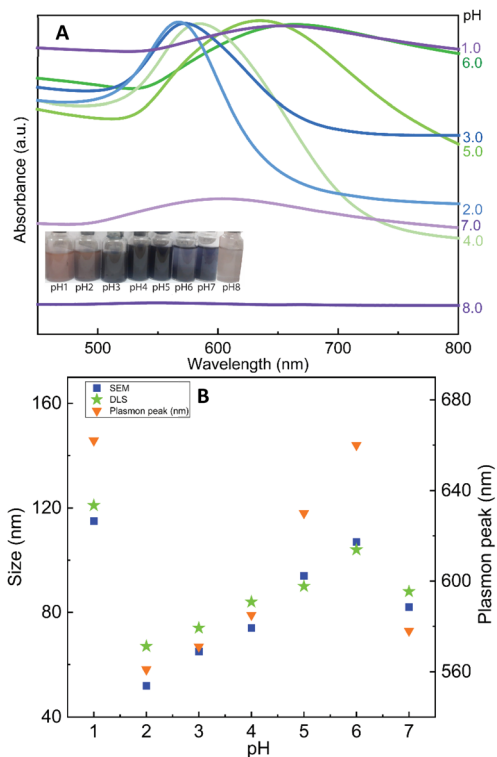 A
pH
1.0
6.0
3.0
5.0
2.0
7.0
4.0
8.0
Absorbance (a.u.)
pH1 pH2 pH3 pH4 pH5 pH6 pH7 pH8
500 600 700 800
Wavelength (nm)
B
SEM
DLS
Plasmon peak (nm)
160
120
80
40
Size (nm)
680
640
600
560
Plasmon peak (nm)
1 2 3 4 5 6 7
pH